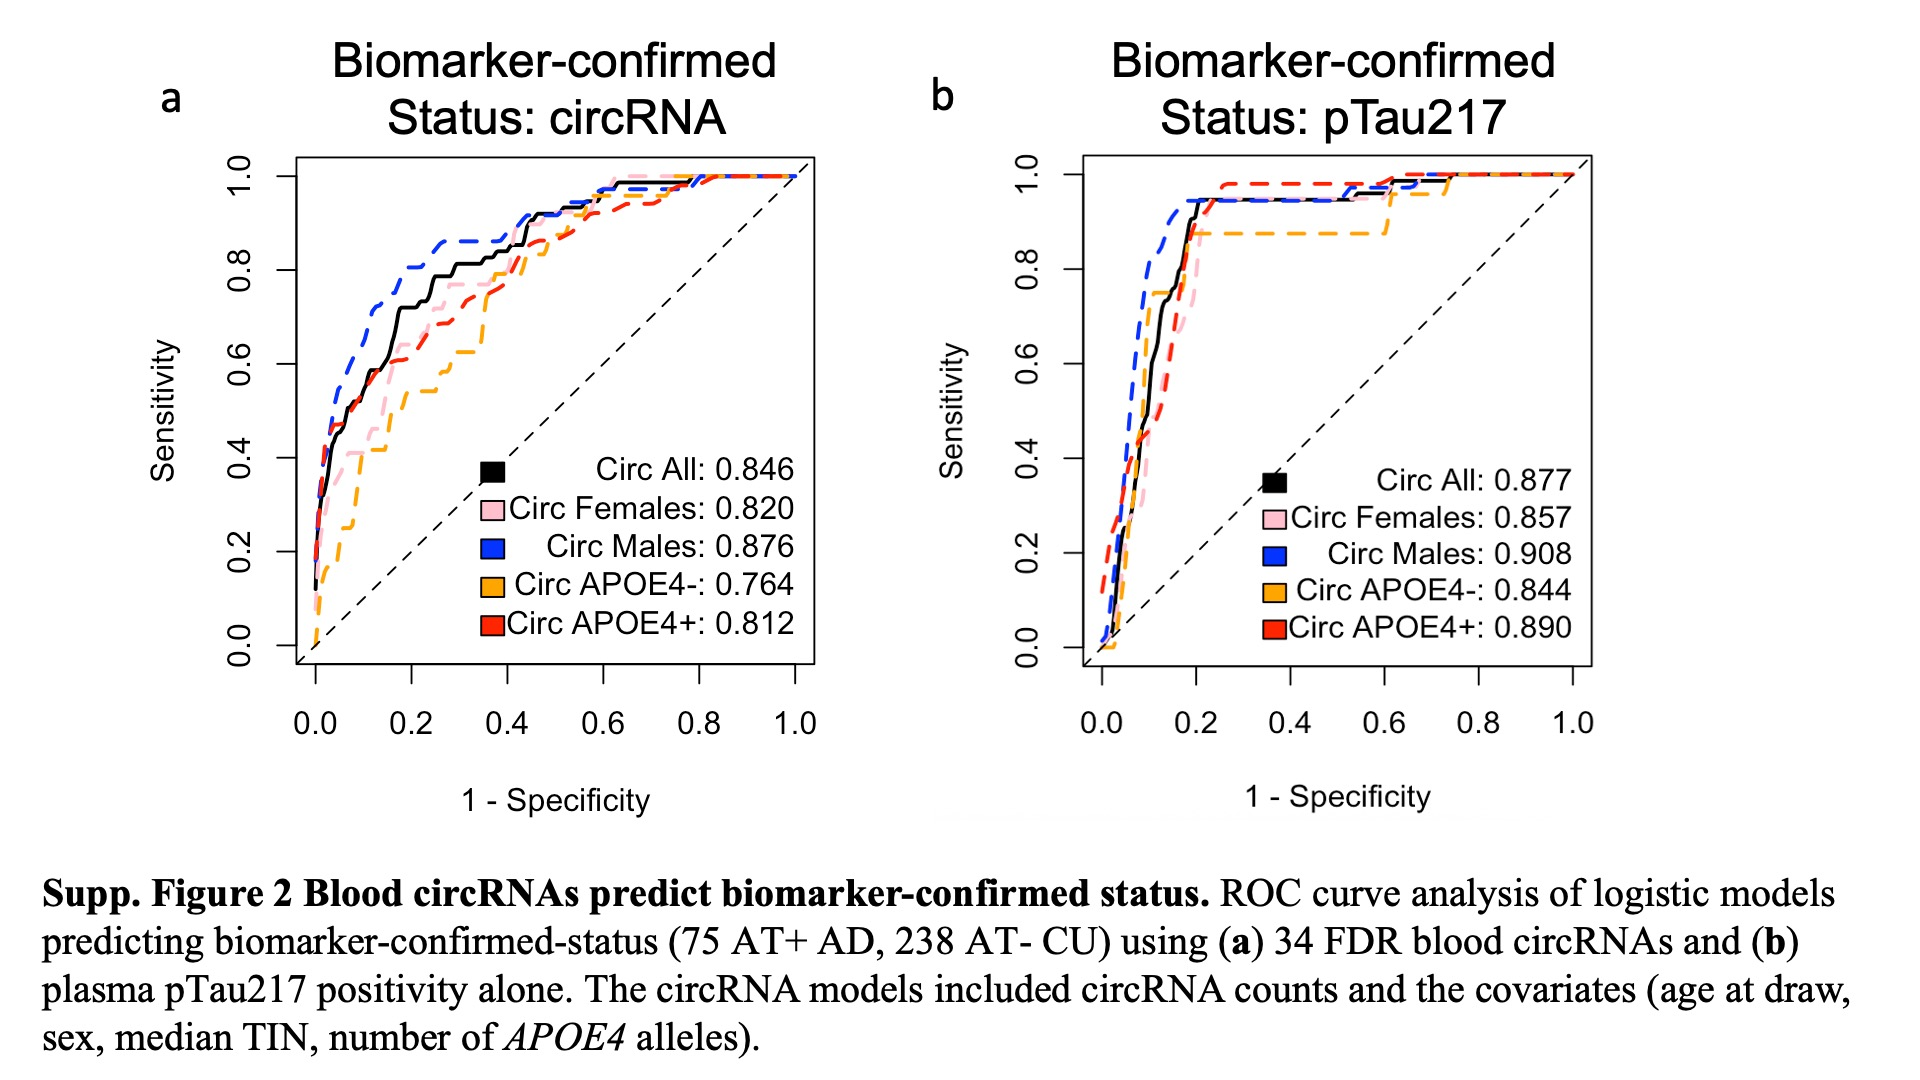 a
Biomarker-confirmed
Status: circRNA
Sensitivity
1.0
0.8
0.6
0.4
0.2
0.0
Circ All: 0.846
Circ Females: 0.820
Circ Males: 0.876
Circ APOE4-: 0.764
Circ APOE4+: 0.812
0.0 0.2 0.4 0.6 0.8 1.0
1 - Specificity
b
Biomarker-confirmed
Status: pTau217
Sensitivity
1.0
0.8
0.6
0.4
0.2
0.0
Circ All: 0.877
Circ Females: 0.857
Circ Males: 0.908
Circ APOE4-: 0.844
Circ APOE4+: 0.890
0.0 0.2 0.4 0.6 0.8 1.0
1 - Specificity
Supp. Figure 2 Blood circRNAs predict biomarker-confirmed status. ROC curve analysis of logistic models
predicting biomarker-confirmed-status (75 AT+ AD, 238 AT- CU) using (a) 34 FDR blood circRNAs and (b)
plasma pTau217 positivity alone. The circRNA models included circRNA counts and the covariates (age at draw,
sex, median TIN, number of APOE4 alleles).